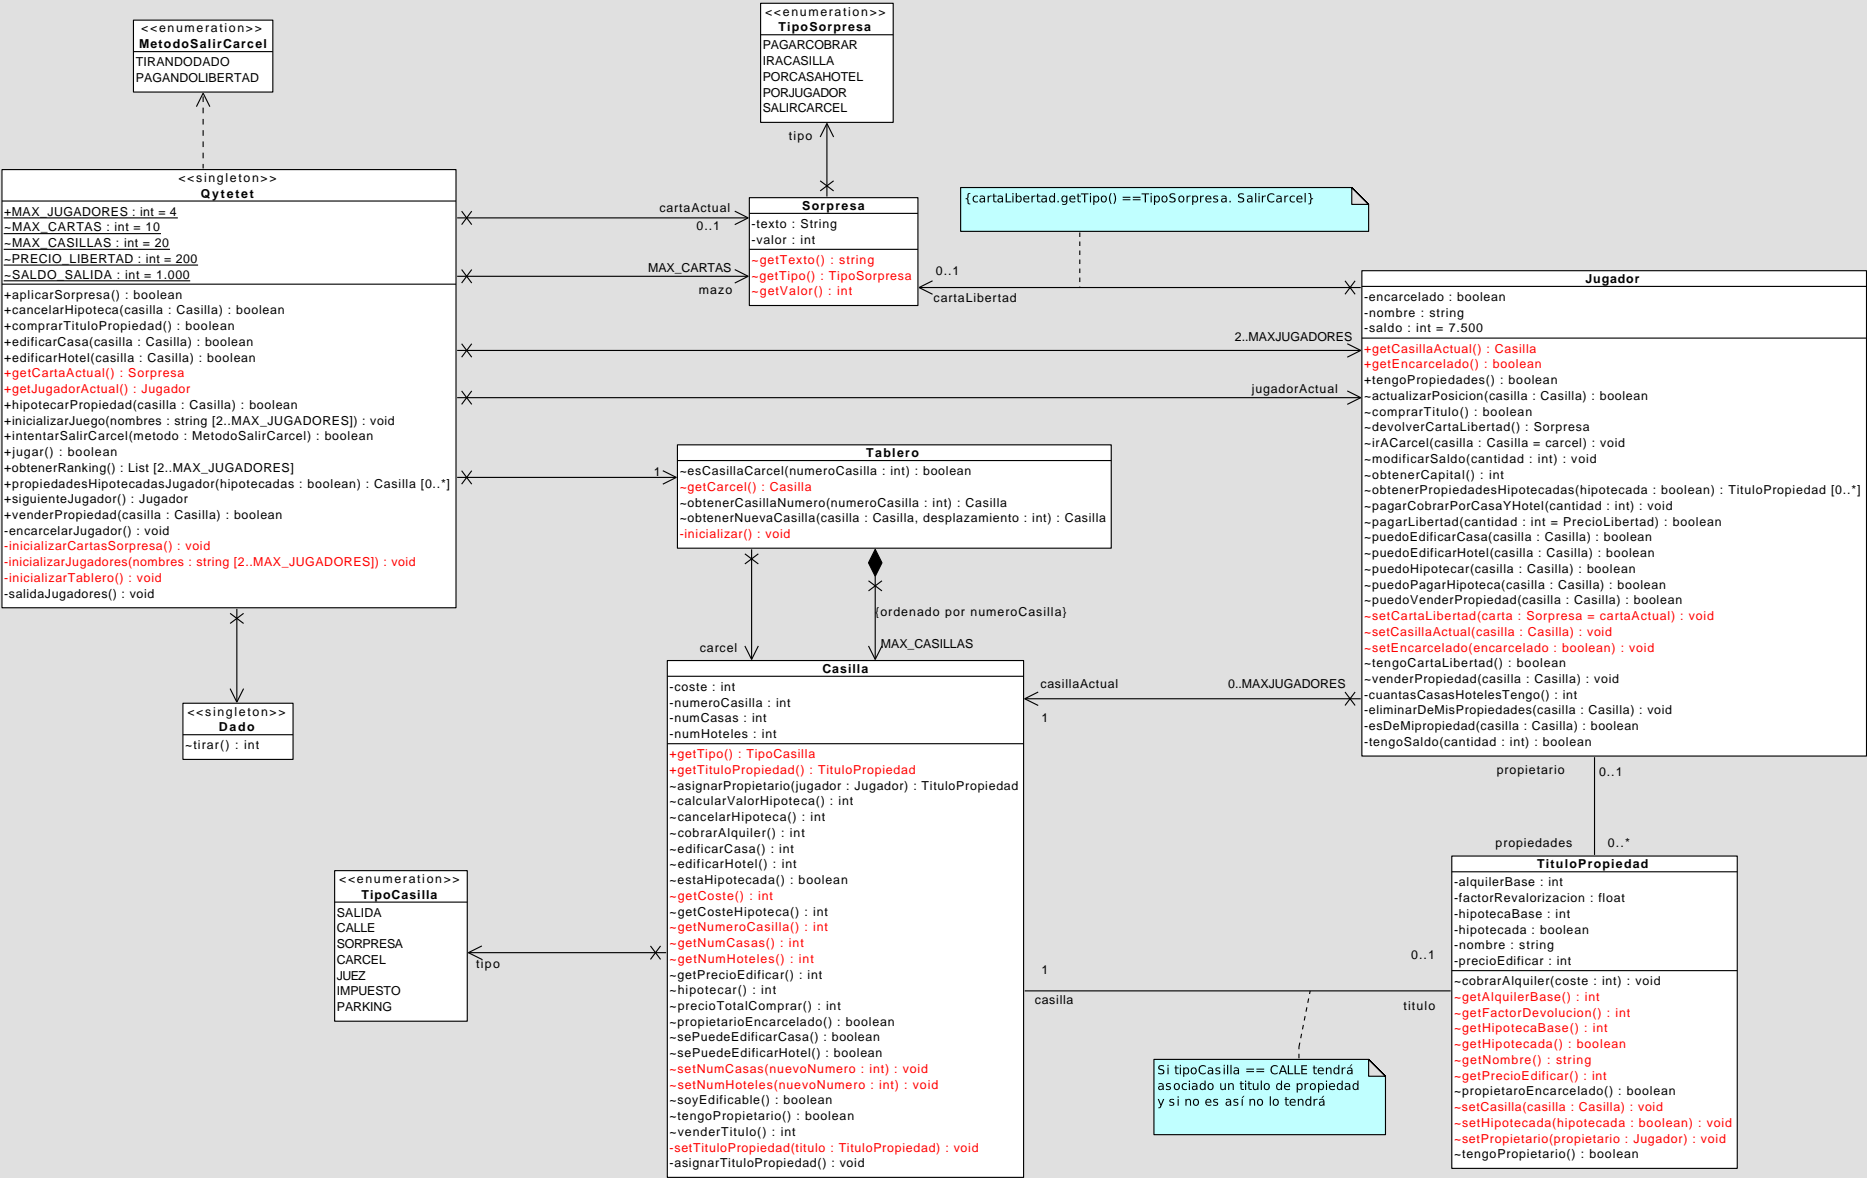 <<enumeration>>
MetodoSalirCarcel
TIRANDODADO
PAGANDOLIBERTAD
<<enumeration>>
TipoSorpresa
PAGARCOBRAR
IRACASILLA
PORCASAHOTEL
PORJUGADOR
SALIRCARCEL
tipo
<<singleton>>
Qytetet
+MAX_JUGADORES : int = 4
~MAX_CARTAS : int = 10
~MAX_CASILLAS : int = 20
~PRECIO_LIBERTAD : int = 200
~SALDO_SALIDA : int = 1.000
+aplicarSorpresa() : boolean
+cancelarHipoteca(casilla : Casilla) : boolean
+comprarTituloPropiedad() : boolean
+edificarCasa(casilla : Casilla) : boolean
+edificarHotel(casilla : Casilla) : boolean
+getCartaActual() : Sorpresa
+getJugadorActual() : Jugador
+hipotecarPropiedad(casilla : Casilla) : boolean
+inicializarJuego(nombres : string [2..MAX_JUGADORES]) : void
+intentarSalirCarcel(metodo : MetodoSalirCarcel) : boolean
+jugar() : boolean
+obtenerRanking() : List [2..MAX_JUGADORES]
+propiedadesHipotecadasJugador(hipotecadas : boolean) : Casilla [0..*]
+siguienteJugador() : Jugador
+venderPropiedad(casilla : Casilla) : boolean
-encarcelarJugador() : void
-inicializarCartasSorpresa() : void
-inicializarJugadores(nombres : string [2..MAX_JUGADORES]) : void
-inicializarTablero() : void
-salidaJugadores() : void
cartaActual
0..1
MAX_CARTAS
mazo
Sorpresa
-texto : String
-valor : int
~getTexto() : string
~getTipo() : TipoSorpresa
~getValor() : int
{cartaLibertad.getTipo() ==TipoSorpresa. SalirCarcel}
0..1
cartaLibertad
2..MAXJUGADORES
jugadorActual
Jugador
-encarcelado : boolean
-nombre : string
-saldo : int = 7.500
+getCasillaActual() : Casilla
+getEncarcelado() : boolean
+tengoPropiedades() : boolean
~actualizarPosicion(casilla : Casilla) : boolean
~comprarTitulo() : boolean
~devolverCartaLibertad() : Sorpresa
~irACarcel(casilla : Casilla = carcel) : void
~modificarSaldo(cantidad : int) : void
~obtenerCapital() : int
~obtenerPropiedadesHipotecadas(hipotecada : boolean) : TituloPropiedad [0..*]
~pagarCobrarPorCasaYHotel(cantidad : int) : void
~pagarLibertad(cantidad : int = PrecioLibertad) : boolean
~puedoEdificarCasa(casilla : Casilla) : boolean
~puedoEdificarHotel(casilla : Casilla) : boolean
~puedoHipotecar(casilla : Casilla) : boolean
~puedoPagarHipoteca(casilla : Casilla) : boolean
~puedoVenderPropiedad(casilla : Casilla) : boolean
~setCartaLibertad(carta : Sorpresa = cartaActual) : void
~setCasillaActual(casilla : Casilla) : void
~setEncarcelado(encarcelado : boolean) : void
~tengoCartaLibertad() : boolean
~venderPropiedad(casilla : Casilla) : void
-cuantasCasasHotelesTengo() : int
-eliminarDeMisPropiedades(casilla : Casilla) : void
-esDeMipropiedad(casilla : Casilla) : boolean
-tengoSaldo(cantidad : int) : boolean
1
Tablero
~esCasillaCarcel(numeroCasilla : int) : boolean
~getCarcel() : Casilla
~obtenerCasillaNumero(numeroCasilla : int) : Casilla
~obtenerNuevaCasilla(casilla : Casilla, desplazamiento : int) : Casilla
-inicializar() : void
{ordenado por numeroCasilla}
carcel
MAX_CASILLAS
<<singleton>>
Dado
~tirar() : int
Casilla
-coste : int
-numeroCasilla : int
-numCasas : int
-numHoteles : int
+getTipo() : TipoCasilla
+getTituloPropiedad() : TituloPropiedad
~asignarPropietario(jugador : Jugador) : TituloPropiedad
~calcularValorHipoteca() : int
~cancelarHipoteca() : int
~cobrarAlquiler() : int
~edificarCasa() : int
~edificarHotel() : int
~estaHipotecada() : boolean
~getCoste() : int
~getCosteHipoteca() : int
~getNumeroCasilla() : int
~getNumCasas() : int
~getNumHoteles() : int
~getPrecioEdificar() : int
~hipotecar() : int
~precioTotalComprar() : int
~propietarioEncarcelado() : boolean
~sePuedeEdificarCasa() : boolean
~sePuedeEdificarHotel() : boolean
~setNumCasas(nuevoNumero : int) : void
~setNumHoteles(nuevoNumero : int) : void
~soyEdificable() : boolean
~tengoPropietario() : boolean
~venderTitulo() : int
-setTituloPropiedad(titulo : TituloPropiedad) : void
-asignarTituloPropiedad() : void
casillaActual
1
0..MAXJUGADORES
<<enumeration>>
TipoCasilla
SALIDA
CALLE
SORPRESA
CARCEL
JUEZ
IMPUESTO
PARKING
tipo
propietario
0..1
propiedades
0..*
TituloPropiedad
-alquilerBase : int
-factorRevalorizacion : float
-hipotecaBase : int
-hipotecada : boolean
-nombre : string
-precioEdificar : int
~cobrarAlquiler(coste : int) : void
~getAlquilerBase() : int
~getFactorDevolucion() : int
~getHipotecaBase() : int
~getHipotecada() : boolean
~getNombre() : string
~getPrecioEdificar() : int
~propietaroEncarcelado() : boolean
~setCasilla(casilla : Casilla) : void
~setHipotecada(hipotecada : boolean) : void
~setPropietario(propietario : Jugador) : void
~tengoPropietario() : boolean
1
casilla
0..1
titulo
Si tipoCasilla == CALLE tendrá
asociado un titulo de propiedad
y si no es así no lo tendrá